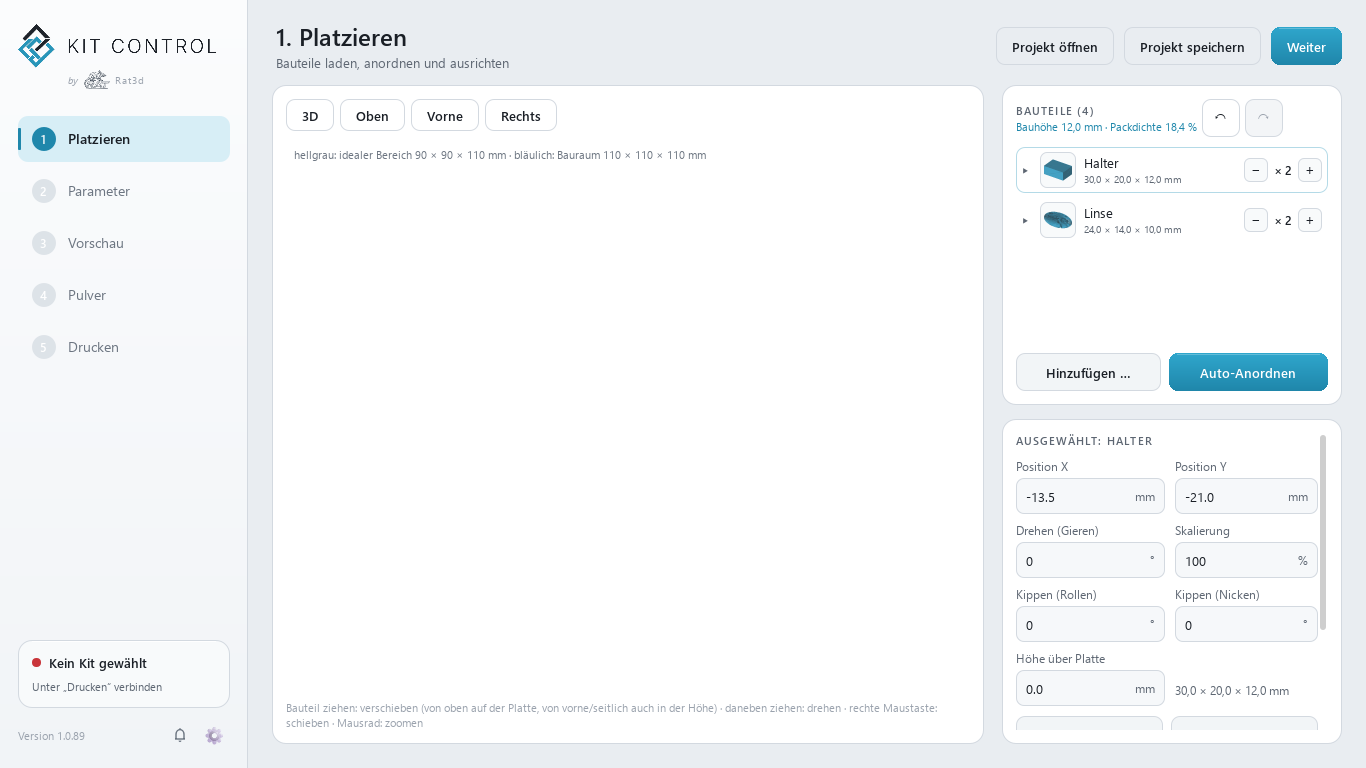 KIT CONTROL
by Rat3d
1 Platzieren
2 Parameter
3 Vorschau
4 Pulver
5 Drucken
Kein Kit gewählt
Unter „Drucken“ verbinden
Version 1.0.89
1. Platzieren
Bauteile laden, anordnen und ausrichten
Projekt öffnen
Projekt speichern
Weiter
3D
Oben
Vorne
Rechts
hellgrau: idealer Bereich 90 × 90 × 110 mm · bläulich: Bauraum 110 × 110 × 110 mm
Bauteil ziehen: verschieben (von oben auf der Platte, von vorne/seitlich auch in der Höhe) · daneben ziehen: drehen · rechte Maustaste:
schieben · Mausrad: zoomen
BAUTEILE (4)
Bauhöhe 12,0 mm · Packdichte 18,4 %
Halter
30,0 × 20,0 × 12,0 mm
− × 2 +
Linse
24,0 × 14,0 × 10,0 mm
− × 2 +
Hinzufügen ...
Auto-Anordnen
AUSGEWÄHLT: HALTER
Position X
Position Y
-13.5 mm
-21.0 mm
Drehen (Gieren)
Skalierung
0 °
100 %
Kippen (Rollen)
Kippen (Nicken)
0 °
0 °
Höhe über Platte
0.0 mm
30,0 × 20,0 × 12,0 mm